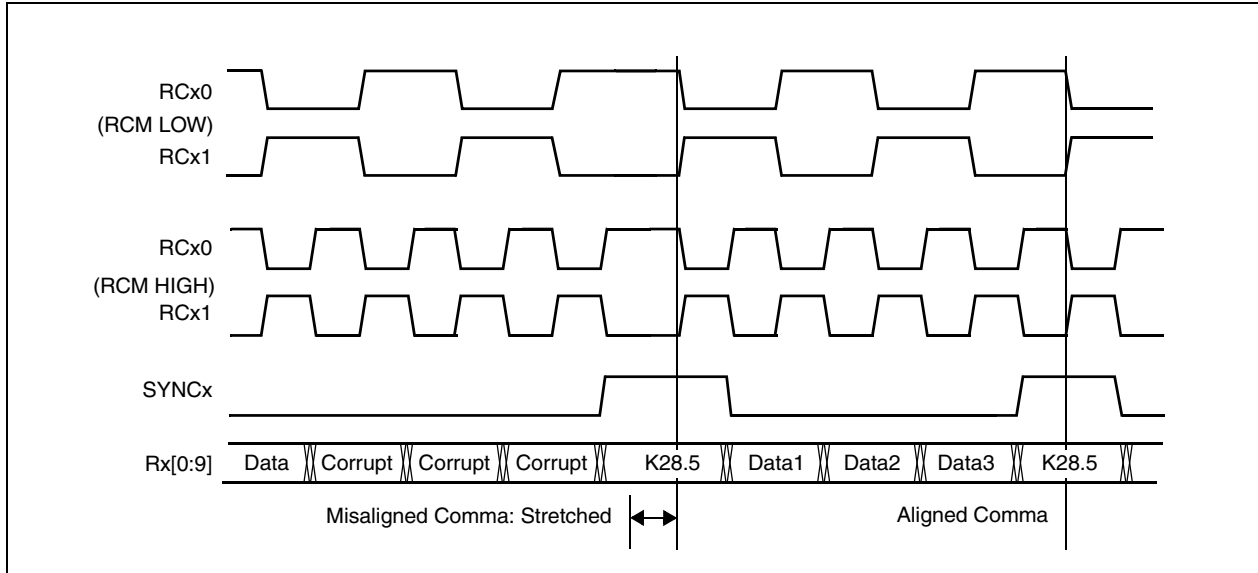 RCx0
(RCM LOW)
RCx1
RCx0
(RCM HIGH)
RCx1
SYNCx
Rx[0:9] Data Corrupt Corrupt Corrupt K28.5 Data1 Data2 Data3 K28.5
Misaligned Comma: Stretched Aligned Comma